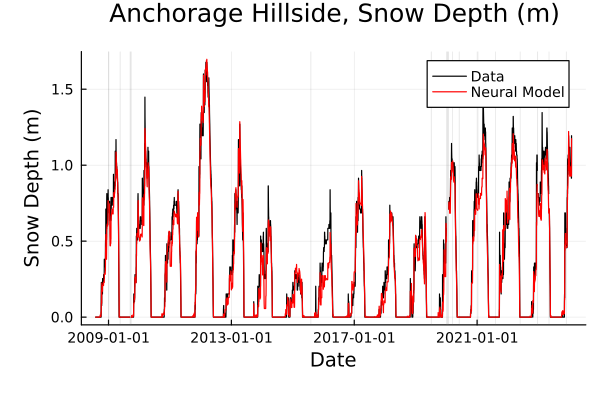 Anchorage Hillside, Snow Depth (m)
Data
Neural Model
Snow Depth (m)
1.5
1.0
0.5
0.0
2009-01-01 2013-01-01 2017-01-01 2021-01-01
Date